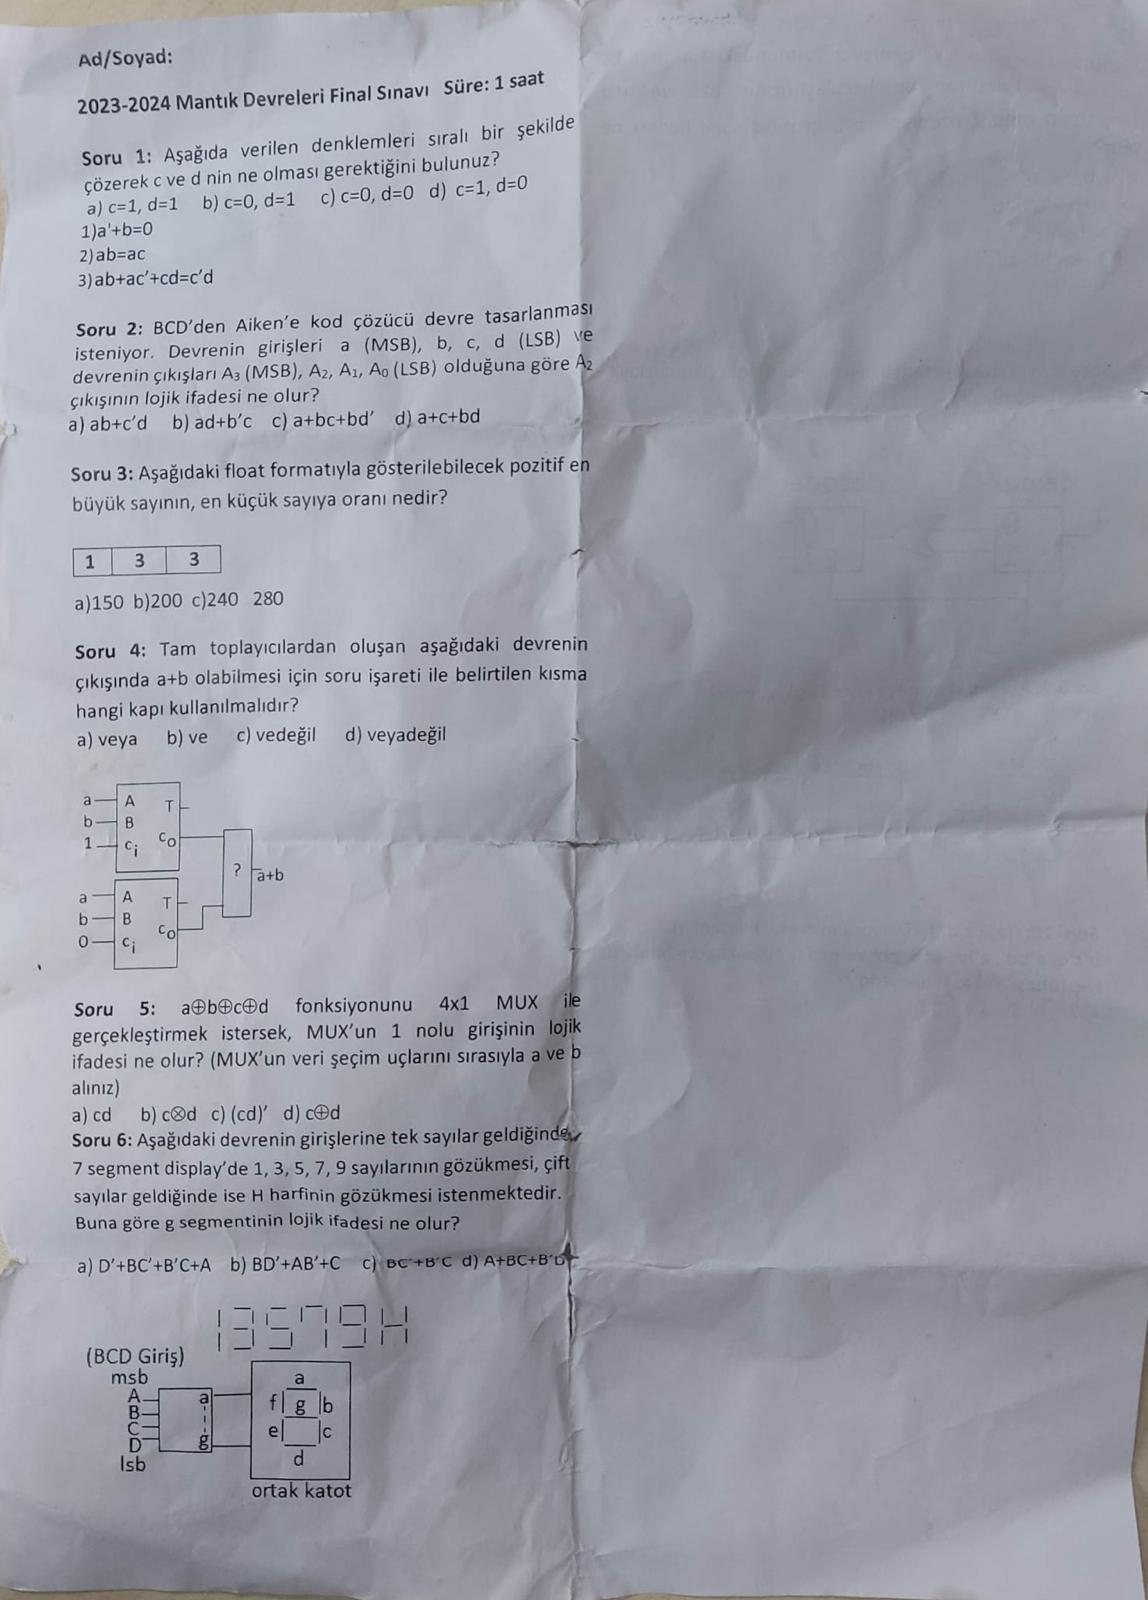 Ad/Soyad:
2023-2024 Mantık Devreleri Final Sınavı Süre: 1 saat
Soru 1: Aşağıda verilen denklemleri sıralı bir şekilde
çözerek c ve d nin ne olması gerektiğini bulunuz?
a) c=1, d=1 b) c=0, d=1 c) c=0, d=0 d) c=1, d=0
1)a'+b=0
2)ab=ac
3)ab+ac'+cd=c'd
Soru 2: BCD'den Aiken'e kod çözücü devre tasarlanması
isteniyor. Devrenin girişleri a (MSB), b, c, d (LSB) ve
devrenin çıkışları A₃ (MSB), A₂, A₁, A₀ (LSB) olduğuna göre A₂
çıkışının lojik ifadesi ne olur?
a) ab+c'd b) ad+b'c c) a+bc+bd' d) a+c+bd
Soru 3: Aşağıdaki float formatıyla gösterilebilecek pozitif en
büyük sayının, en küçük sayıya oranı nedir?
1 3 3
a)150 b)200 c)240 280
Soru 4: Tam toplayıcılardan oluşan aşağıdaki devrenin
çıkışında a+b olabilmesi için soru işareti ile belirtilen kısma
hangi kapı kullanılmalıdır?
a) veya b) ve c) vedeğil d) veyadeğil
a A T
b B
1 cᵢ c₀
? a+b
a A T
b B
0 cᵢ c₀
Soru 5: a⊕b⊕c⊕d fonksiyonunu 4x1 MUX ile
gerçekleştirmek istersek, MUX'un 1 nolu girişinin lojik
ifadesi ne olur? (MUX'un veri seçim uçlarını sırasıyla a ve b
alınız)
a) cd b) c⊗d c) (cd)' d) c⊕d
Soru 6: Aşağıdaki devrenin girişlerine tek sayılar geldiğinde
7 segment display'de 1, 3, 5, 7, 9 sayılarının gözükmesi, çift
sayılar geldiğinde ise H harfinin gözükmesi istenmektedir.
Buna göre g segmentinin lojik ifadesi ne olur?
a) D'+BC'+B'C+A b) BD'+AB'+C c) BC'+B'C d) A+BC+B'D
13579H
(BCD Giriş)
msb
A a
B
C
D g
lsb
a
f g b
e c
d
ortak katot